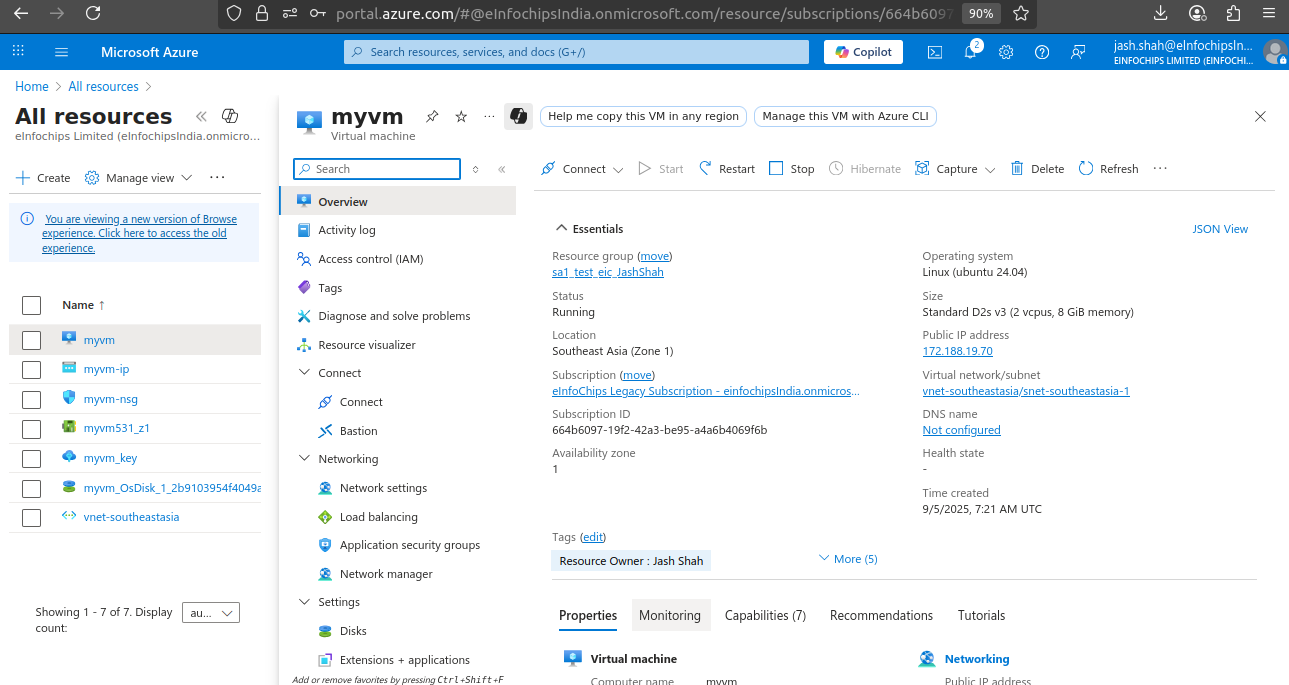 portal.azure.com/#@eInfochipsIndia.onmicrosoft.com/resource/subscriptions/664b6097
90%
Microsoft Azure
Search resources, services, and docs (G+/)
Copilot
2
jash.shah@eInfochipsIn...
EINFOCHIPS LIMITED (EINFOCHI...
Home > All resources >
All resources
eInfochips Limited (eInfochipsIndia.onmicro...
Create
Manage view
...
You are viewing a new version of Browse
experience. Click here to access the old
experience.
Name ↑
myvm
myvm-ip
myvm-nsg
myvm531_z1
myvm_key
myvm_OsDisk_1_2b9103954f4049a
vnet-southeastasia
Showing 1 - 7 of 7. Display
count:
au...
myvm
Virtual machine
...
Help me copy this VM in any region
Manage this VM with Azure CLI
Search
Overview
Activity log
Access control (IAM)
Tags
Diagnose and solve problems
Resource visualizer
Connect
Connect
Bastion
Networking
Network settings
Load balancing
Application security groups
Network manager
Settings
Disks
Extensions + applications
Add or remove favorites by pressing Ctrl+Shift+F
Connect
Start
Restart
Stop
Hibernate
Capture
Delete
Refresh
...
Essentials
JSON View
Resource group (move)
sa1_test_eic_JashShah
Status
Running
Location
Southeast Asia (Zone 1)
Subscription (move)
eInfoChips Legacy Subscription - einfochipsIndia.onmicros...
Subscription ID
664b6097-19f2-42a3-be95-a4a6b4069f6b
Availability zone
1
Operating system
Linux (ubuntu 24.04)
Size
Standard D2s v3 (2 vcpus, 8 GiB memory)
Public IP address
172.188.19.70
Virtual network/subnet
vnet-southeastasia/snet-southeastasia-1
DNS name
Not configured
Health state
-
Time created
9/5/2025, 7:21 AM UTC
Tags (edit)
Resource Owner : Jash Shah
More (5)
Properties
Monitoring
Capabilities (7)
Recommendations
Tutorials
Virtual machine
Computer name
myvm
Networking
Public IP address